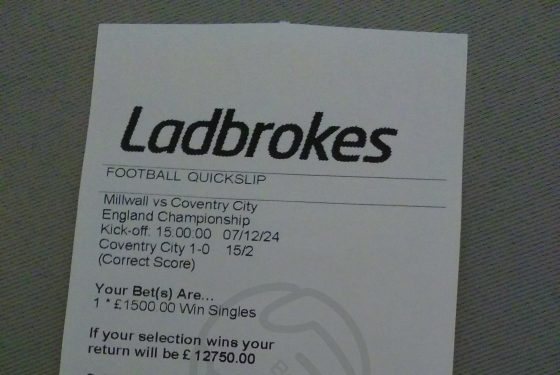 Ladbrokes
FOOTBALL QUICKSLIP
Millwall vs Coventry City
England Championship
Kick-off: 15:00:00 07/12/24
Coventry City 1-0 15/2
(Correct Score)
Your Bet(s) Are...
1 * £1500.00 Win Singles
If your selection wins your
return will be £ 12750.00